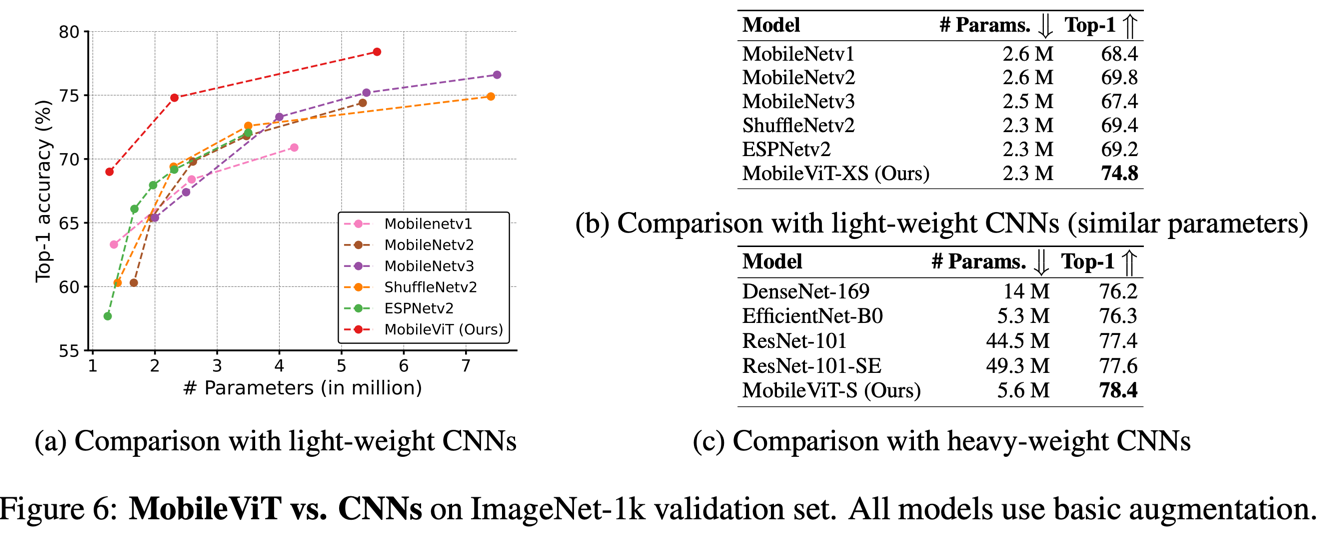 80
75
70
65
60
55
Top-1 accuracy (%)
1 2 3 4 5 6 7
# Parameters (in million)
Mobilenetv1
MobileNetv2
MobileNetv3
ShuffleNetv2
ESPNetv2
MobileViT (Ours)
(a) Comparison with light-weight CNNs
Model # Params. ⇓ Top-1 ⇑
MobileNetv1 2.6 M 68.4
MobileNetv2 2.6 M 69.8
MobileNetv3 2.5 M 67.4
ShuffleNetv2 2.3 M 69.4
ESPNetv2 2.3 M 69.2
MobileViT-XS (Ours) 2.3 M 74.8
(b) Comparison with light-weight CNNs (similar parameters)
Model # Params. ⇓ Top-1 ⇑
DenseNet-169 14 M 76.2
EfficientNet-B0 5.3 M 76.3
ResNet-101 44.5 M 77.4
ResNet-101-SE 49.3 M 77.6
MobileViT-S (Ours) 5.6 M 78.4
(c) Comparison with heavy-weight CNNs
Figure 6: MobileViT vs. CNNs on ImageNet-1k validation set. All models use basic augmentation.